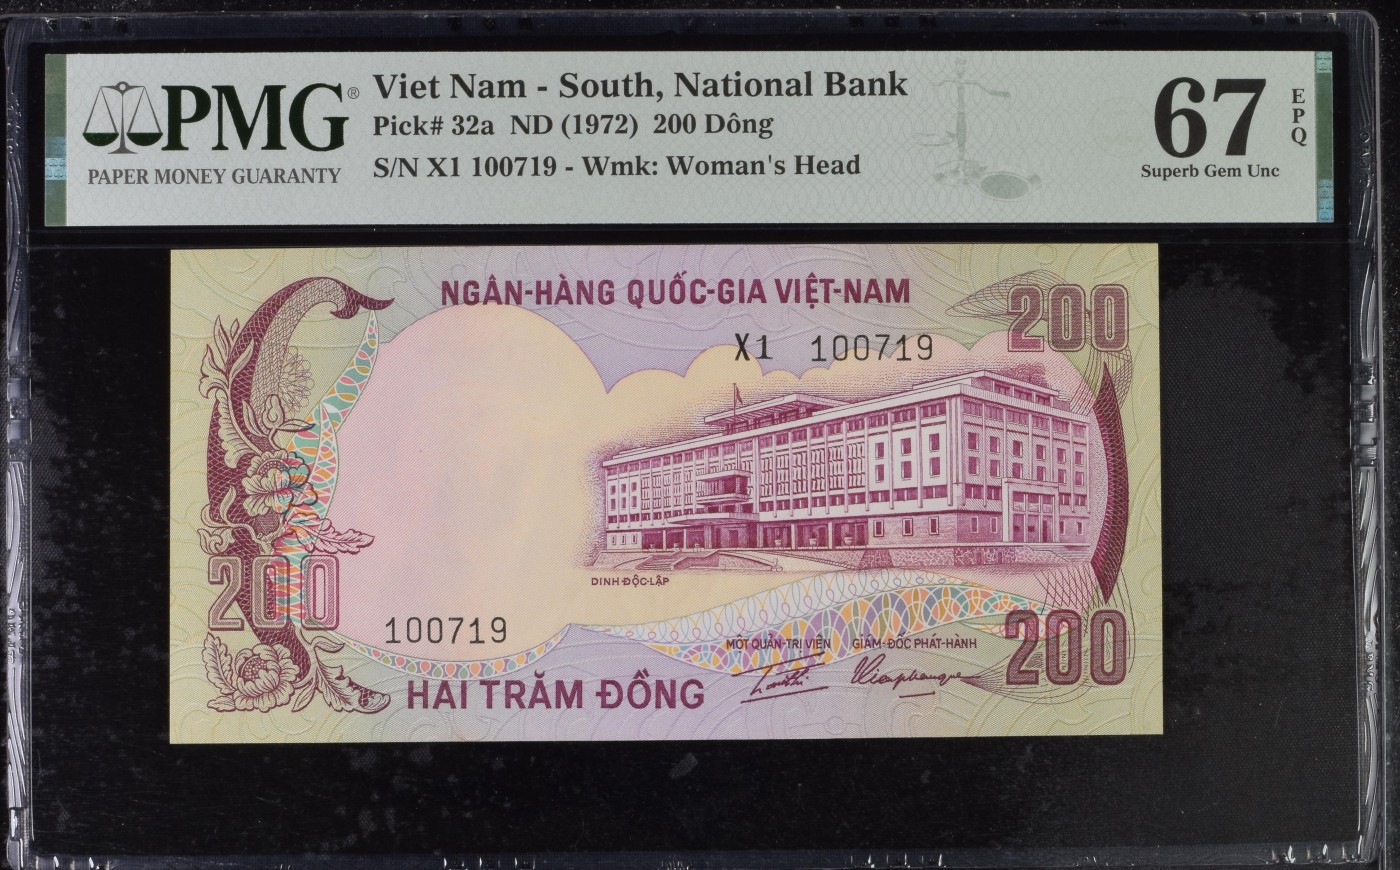 PMG®
PAPER MONEY GUARANTY
Viet Nam - South, National Bank
Pick# 32a ND (1972) 200 Dông
S/N X1 100719 - Wmk: Woman's Head
67
EPQ
Superb Gem Unc
NGÂN-HÀNG QUỐC-GIA VIỆT-NAM
200
X1 100719
DINH ĐỘC-LẬP
200
100719
MỘT QUẢN-TRỊ VIÊN GIÁM-ĐỐC PHÁT-HÀNH
200
HAI TRĂM ĐỒNG